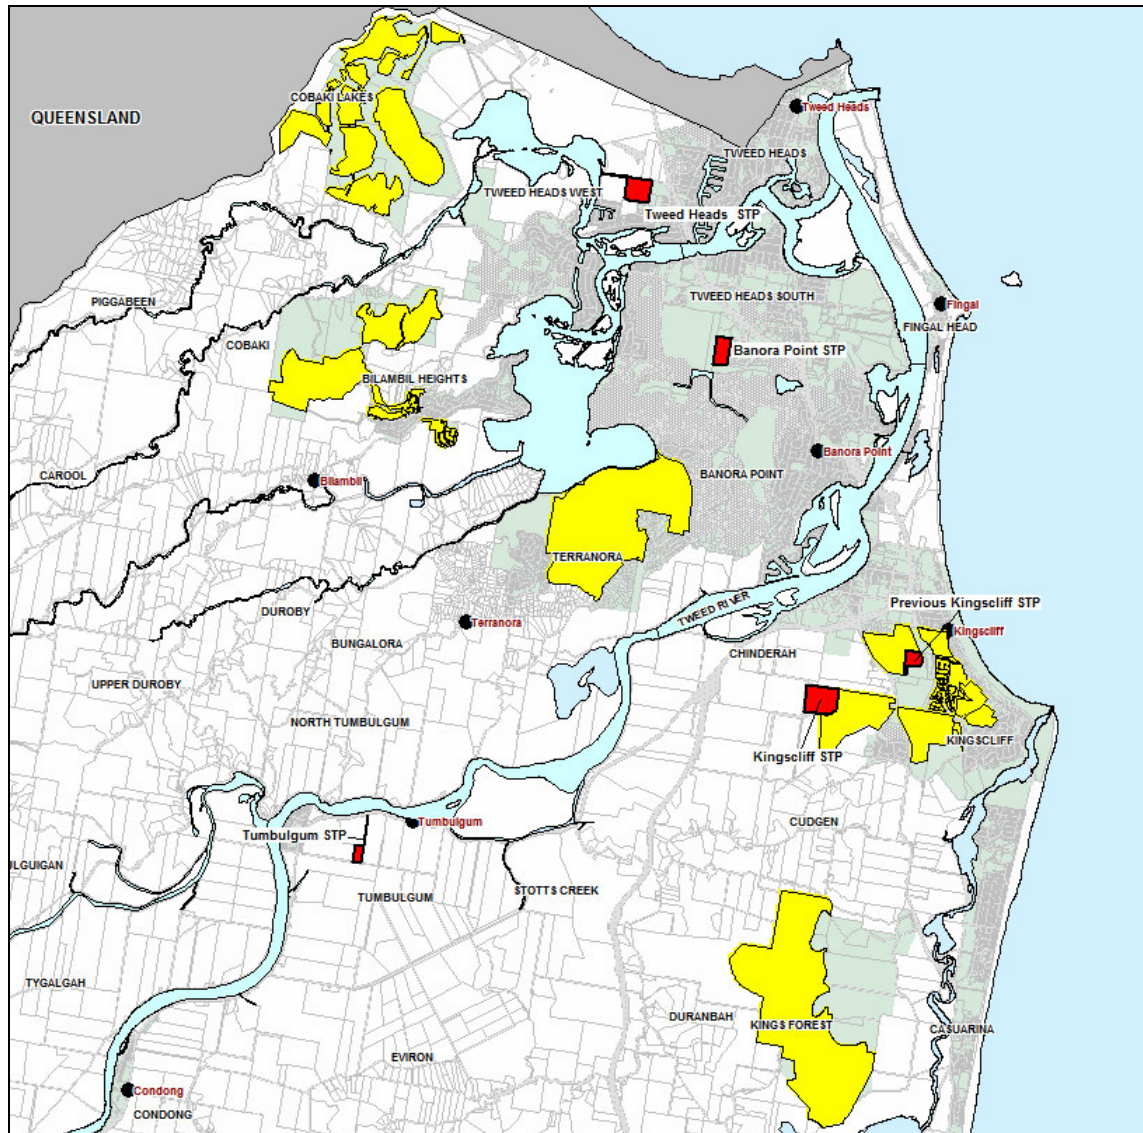 QUEENSLAND
COBAKI LAKES
Tweed Heads
TWEED HEADS
TWEED HEADS WEST
Tweed Heads STP
PIGGABEEN
TWEED HEADS SOUTH
Fingal
FINGAL HEAD
COBAKI
Banora Point STP
BILAMBIL HEIGHTS
Banora Point
CAROOL
Bilambil
BANORA POINT
TERRANORA
TWEED RIVER
Previous Kingscliff STP
DUROBY
Terranora
Kingscliff
BUNGALORA
CHINDERAH
UPPER DUROBY
NORTH TUMBULGUM
KINGSCLIFF
Kingscliff STP
Tumbulgum
CUDGEN
Tumbulgum STP
ULGUIGAN
TUMBULGUM
STOTTS CREEK
TYGALGAH
DURANBAH
KINGS FOREST
CASUARINA
EVIRON
Condong
CONDONG